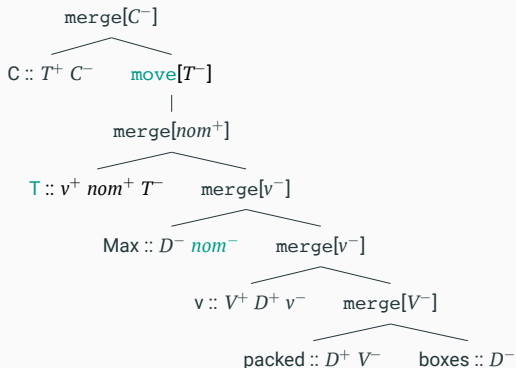 merge[C⁻]
C :: T⁺ C⁻ move[T⁻]
merge[nom⁺]
T :: v⁺ nom⁺ T⁻ merge[v⁻]
Max :: D⁻ nom⁻ merge[v⁻]
v :: V⁺ D⁺ v⁻ merge[V⁻]
packed :: D⁺ V⁻ boxes :: D⁻